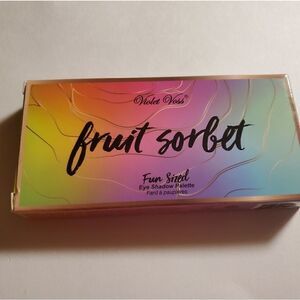 Violet Voss®
fruit sorbet
Fun Sized
Eye Shadow Palette
Fard à paupières